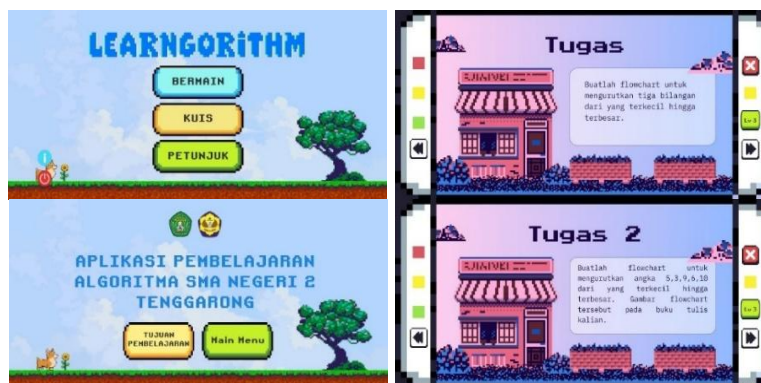 LEARNGORiTHM
BERMAIN
KUIS
PETUNJUK
Tugas
Buatlah flowchart untuk
mengurutkan tiga bilangan
dari yang terkecil hingga
terbesar.
APLIKASI PEMBELAJARAN
ALGORITMA SMA NEGERI 2
TENGGARONG
TUJUAN
PEMBELAJARAN
Main Menu
Tugas 2
Buatlah flowchart untuk
mengurutkan angka 5,3,9,6,10
dari yang terkecil hingga
terbesar. Gambar flowchart
tersebut pada buku tulis
kalian.